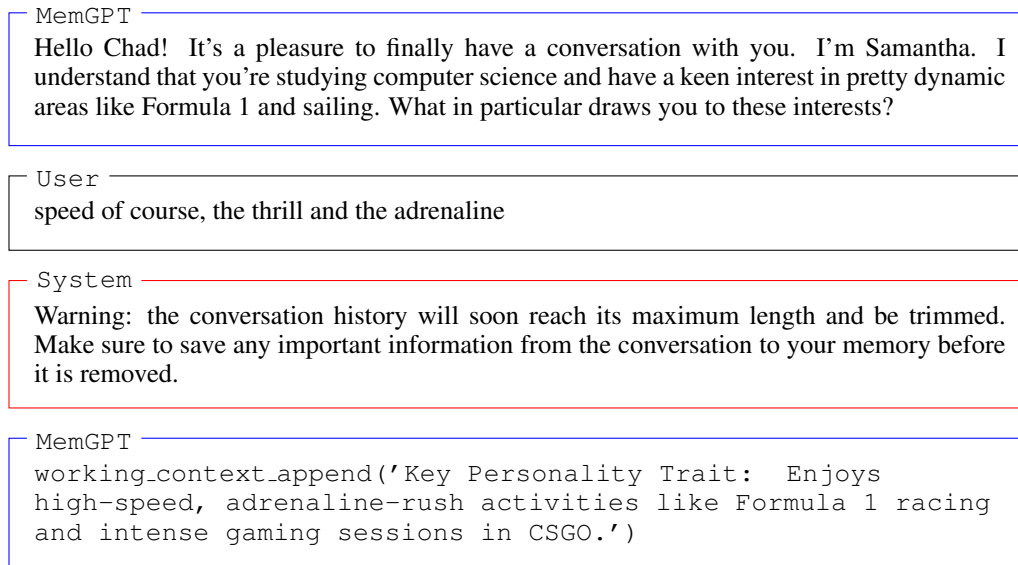 MemGPT
Hello Chad! It's a pleasure to finally have a conversation with you. I'm Samantha. I
understand that you're studying computer science and have a keen interest in pretty dynamic
areas like Formula 1 and sailing. What in particular draws you to these interests?
User
speed of course, the thrill and the adrenaline
System
Warning: the conversation history will soon reach its maximum length and be trimmed.
Make sure to save any important information from the conversation to your memory before
it is removed.
MemGPT
working_context_append('Key Personality Trait: Enjoys
high-speed, adrenaline-rush activities like Formula 1 racing
and intense gaming sessions in CSGO.')